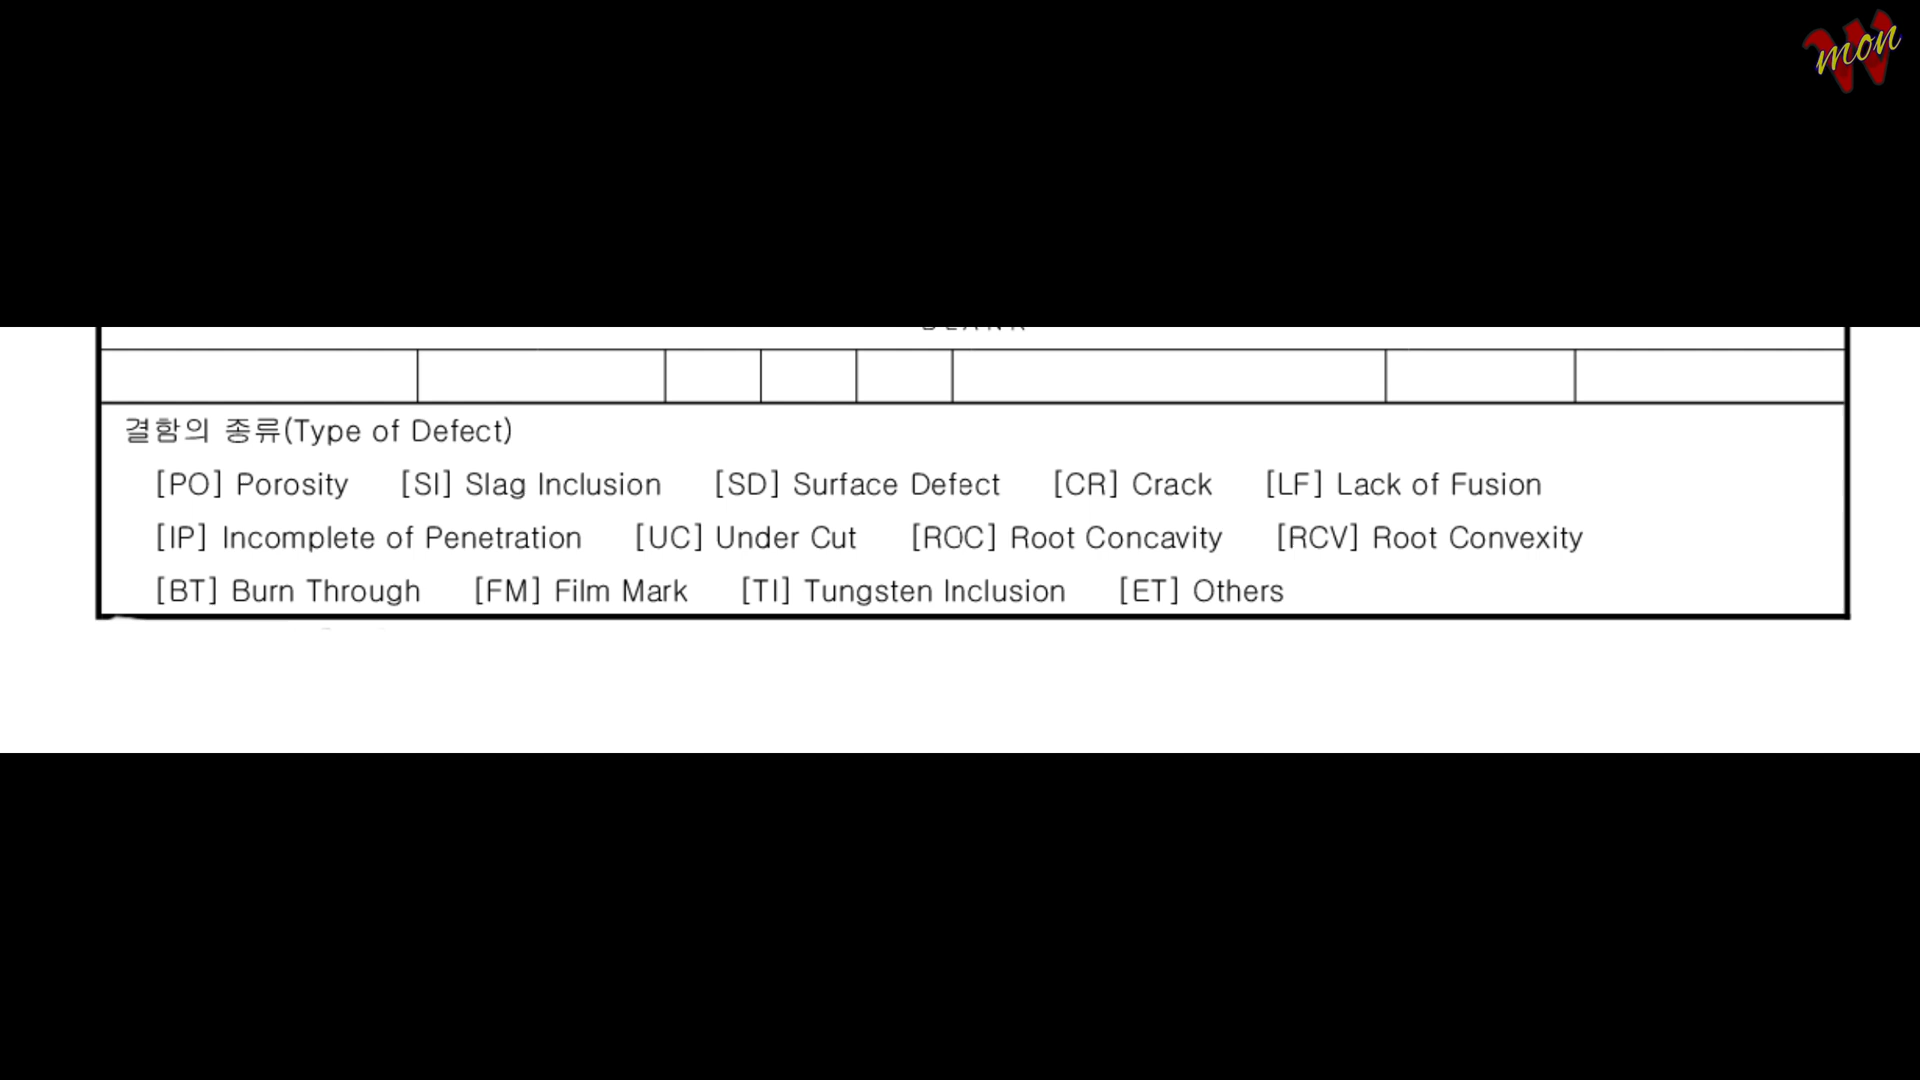 W
mon
결함의 종류(Type of Defect)
[PO] Porosity [SI] Slag Inclusion [SD] Surface Defect [CR] Crack [LF] Lack of Fusion
[IP] Incomplete of Penetration [UC] Under Cut [ROC] Root Concavity [RCV] Root Convexity
[BT] Burn Through [FM] Film Mark [TI] Tungsten Inclusion [ET] Others